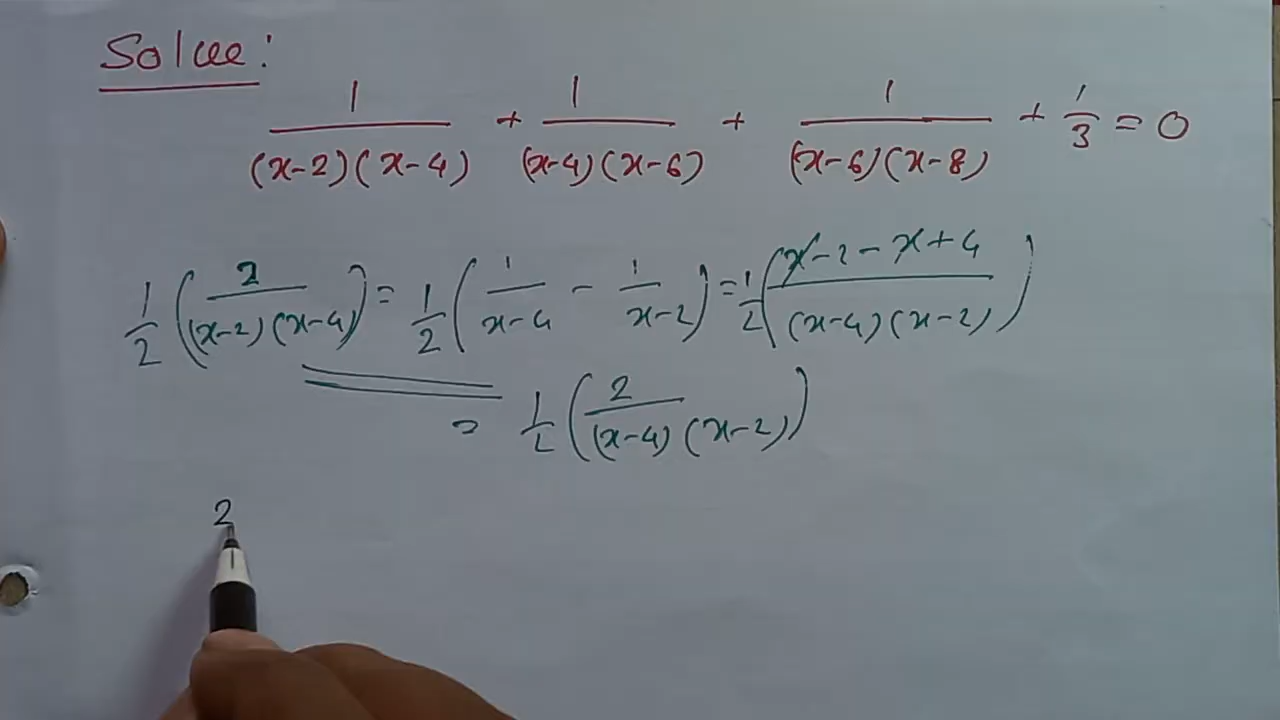 Solve:
1/((x-2)(x-4)) + 1/((x-4)(x-6)) + 1/((x-6)(x-8)) + 1/3 = 0
1/2 (2/((x-2)(x-4))) = 1/2 (1/(x-4) - 1/(x-2)) = 1/2 ((x-2-x+4)/((x-4)(x-2)))
= 1/2 (2/((x-4)(x-2)))
2